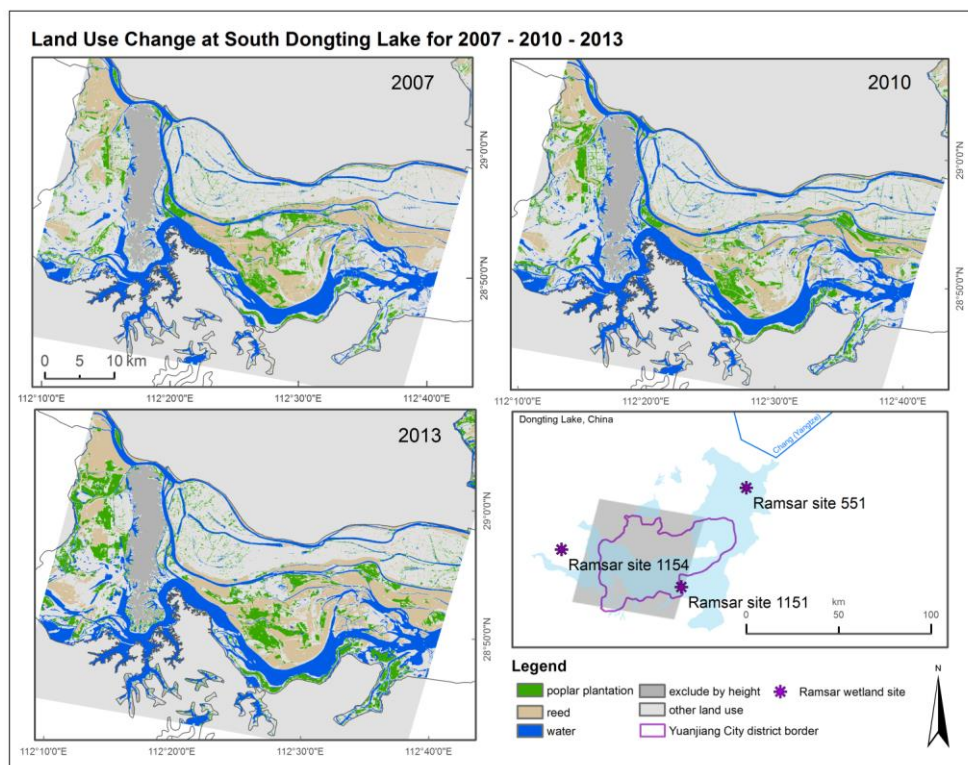 Land Use Change at South Dongting Lake for 2007 - 2010 - 2013
2007
2010
29°0'0"N
28°50'0"N
0 5 10 km
112°10'0"E 112°20'0"E 112°30'0"E 112°40'0"E
29°0'0"N
28°50'0"N
112°10'0"E 112°20'0"E 112°30'0"E 112°40'0"E
2013
29°0'0"N
28°50'0"N
112°10'0"E 112°20'0"E 112°30'0"E 112°40'0"E
Dongting Lake, China
Chang (Yangtze)
Ramsar site 551
Ramsar site 1154
Ramsar site 1151
km
0 50 100
Legend
poplar plantation
reed
water
exclude by height
other land use
Yuanjiang City district border
Ramsar wetland site
N